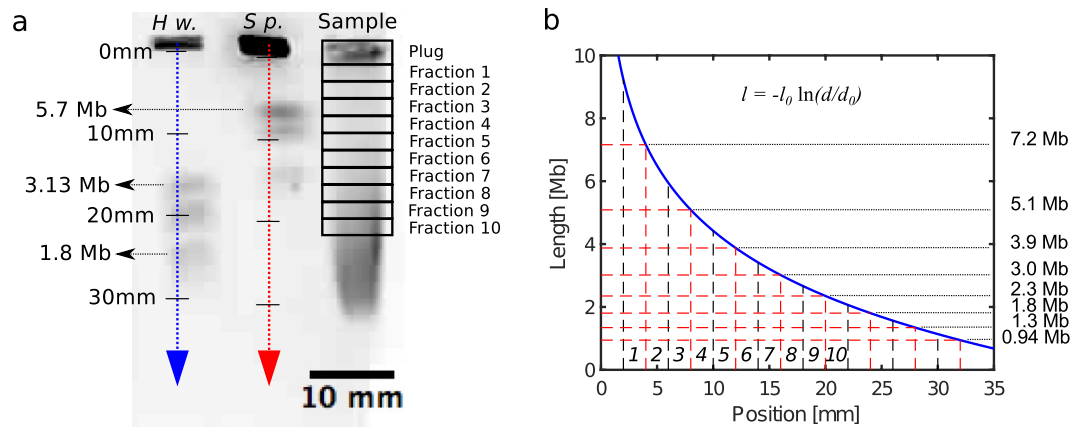 a
H w.
S p.
Sample
0mm
Plug
Fraction 1
Fraction 2
5.7 Mb
Fraction 3
Fraction 4
10mm
Fraction 5
Fraction 6
Fraction 7
3.13 Mb
Fraction 8
Fraction 9
20mm
Fraction 10
1.8 Mb
30mm
10 mm
b
l = -l0 ln(d/d0)
Length [Mb]
10
8
6
4
2
0
7.2 Mb
5.1 Mb
3.9 Mb
3.0 Mb
2.3 Mb
1.8 Mb
1.3 Mb
0.94 Mb
1 2 3 4 5 6 7 8 9 10
0 5 10 15 20 25 30 35
Position [mm]